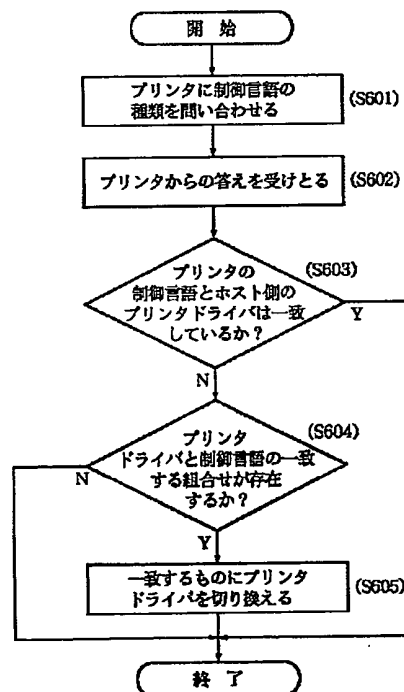 開 始
プリンタに制御言語の
種類を問い合わせる
(S601)
プリンタからの答えを受けとる
(S602)
プリンタの
制御言語とホスト側の
プリンタドライバは一致
しているか?
(S603)
Y
N
プリンタ
ドライバと制御言語の一致
する組合せが存在
するか?
(S604)
N
Y
一致するものにプリンタ
ドライバを切り換える
(S605)
終 了